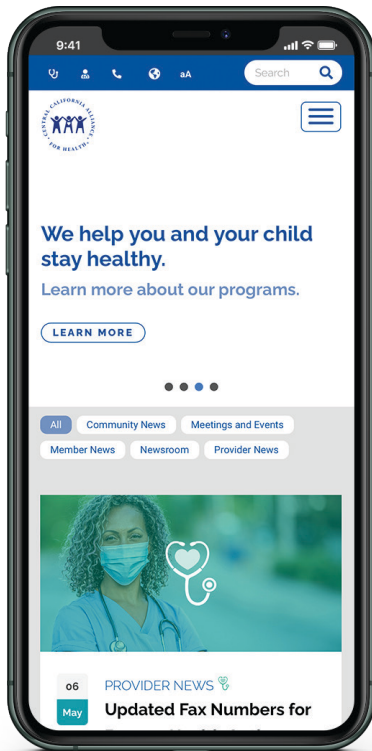 9:41
aA
Search
CENTRAL CALIFORNIA ALLIANCE
FOR HEALTH
We help you and your child
stay healthy.
Learn more about our programs.
LEARN MORE
All Community News Meetings and Events
Member News Newsroom Provider News
06
May
PROVIDER NEWS
Updated Fax Numbers for